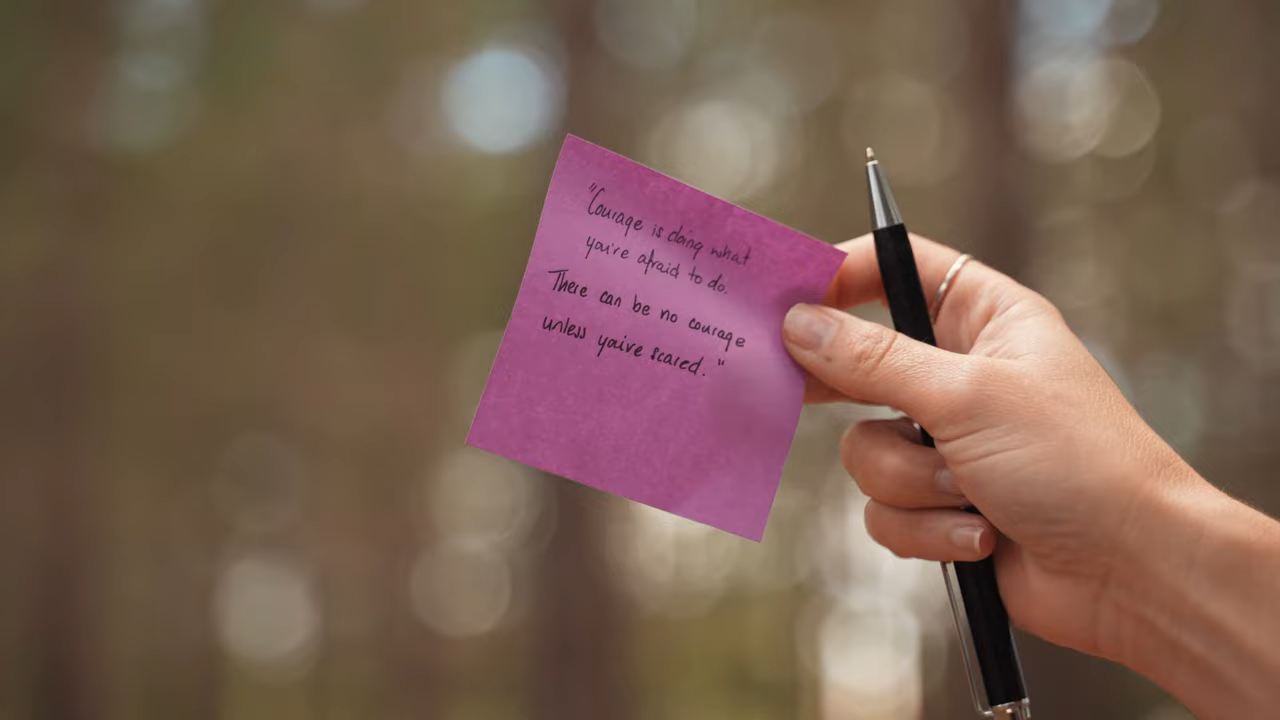 "Courage is doing what
you're afraid to do.
There can be no courage
unless you're scared."